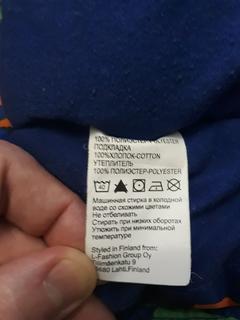 100% ПОЛИЭСТЕР-POLYESTER
ПОДКЛАДКА
100%ХЛОПОК-COTTON
УТЕПЛИТЕЛЬ
100% ПОЛИЭСТЕР-POLYESTER
40
Машинная стирка в холодной
воде со схожими цветами
Не отбеливать
Стирать при низких оборотах
Утюжить при минимальной
температуре
Styled in Finland from:
L-Fashion Group Oy
9
Lahti,Finland